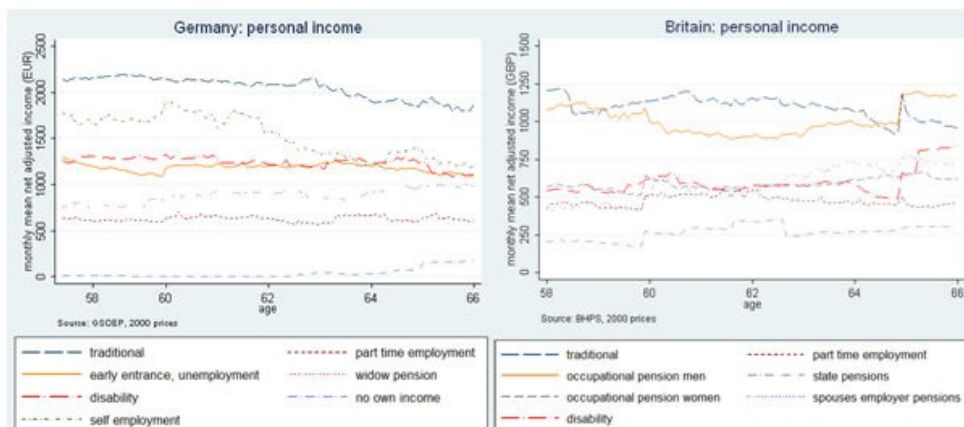 Germany: personal income
monthly mean net adjusted income (EUR)
2500
2000
1500
1000
500
0
58 60 62 64 66
age
Source: GSOEP, 2000 prices
traditional
early entrance, unemployment
disability
self employment
part time employment
widow pension
no own income
Britain: personal income
monthly mean net adjusted income (GBP)
1500
1250
1000
750
500
250
0
58 60 62 64 66
age
Source: BHPS, 2000 prices
traditional
occupational pension men
occupational pension women
disability
part time employment
state pensions
spouses employer pensions